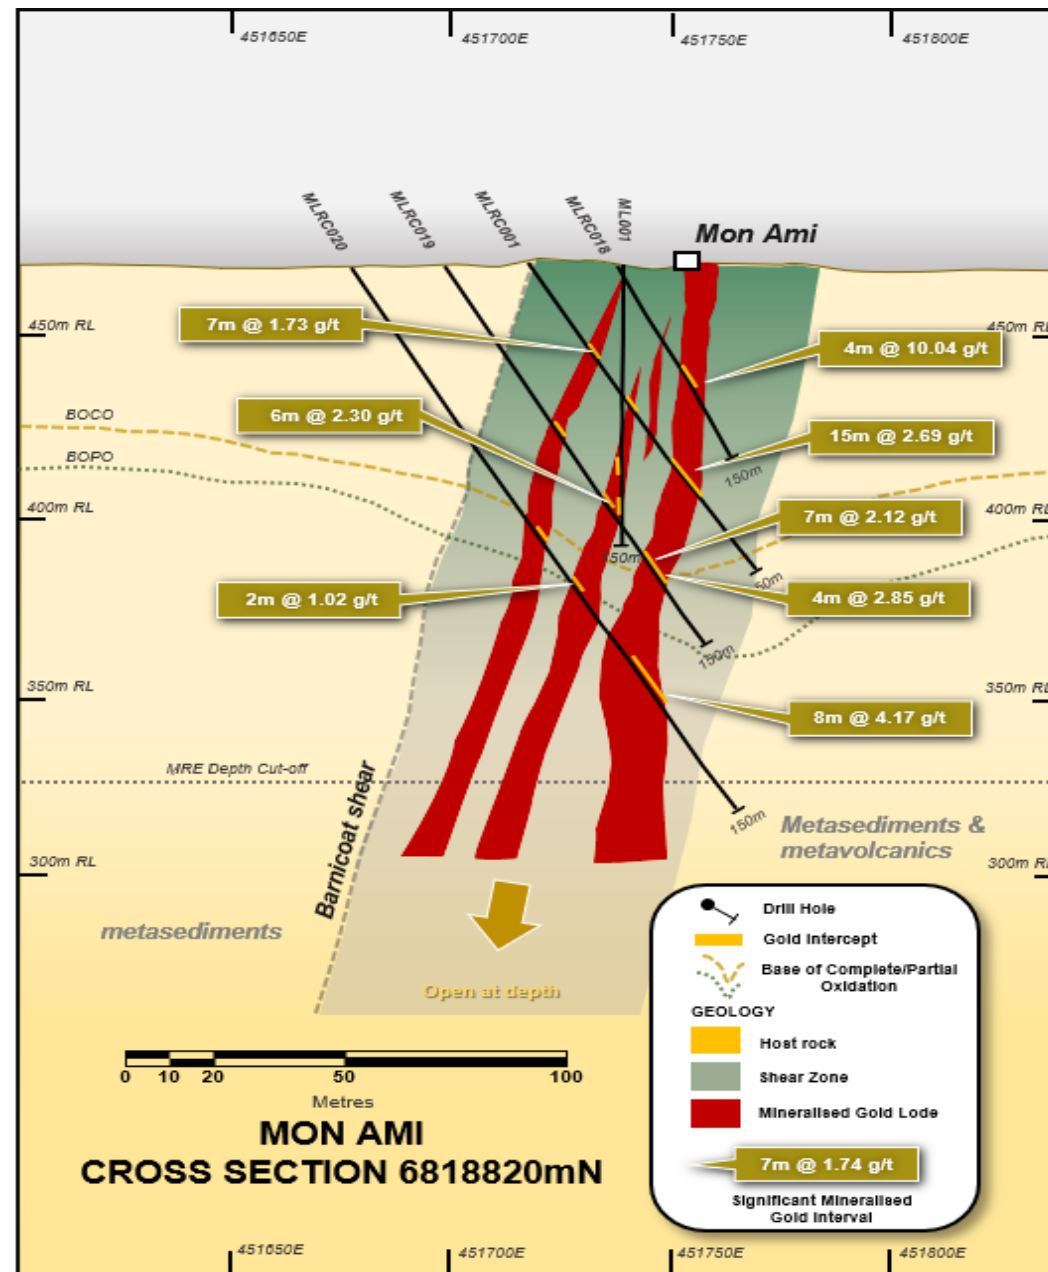 451650E
451700E
451750E
451800E
MLRC020
MLRC019
MLRC001
MLRC018
ML001
Mon Ami
7m @ 1.73 g/t
450m RL
450m RL
4m @ 10.04 g/t
6m @ 2.30 g/t
BOCO
15m @ 2.69 g/t
BOPO
150m
400m RL
7m @ 2.12 g/t
400m RL
50m
50m
2m @ 1.02 g/t
4m @ 2.85 g/t
150m
350m RL
350m RL
8m @ 4.17 g/t
MRE Depth Cut-off
150m
Barnicoat shear
Metasediments &
metavolcanics
300m RL
300m RL
metasediments
Open at depth
Drill Hole
Gold Intercept
Base of Complete/Partial
Oxidation
GEOLOGY
Host rock
Shear Zone
Mineralised Gold Lode
7m @ 1.74 g/t
Significant Mineralised
Gold Interval
0 10 20 50 100
Metres
MON AMI
CROSS SECTION 6818820mN
451650E
451700E
451750E
451800E